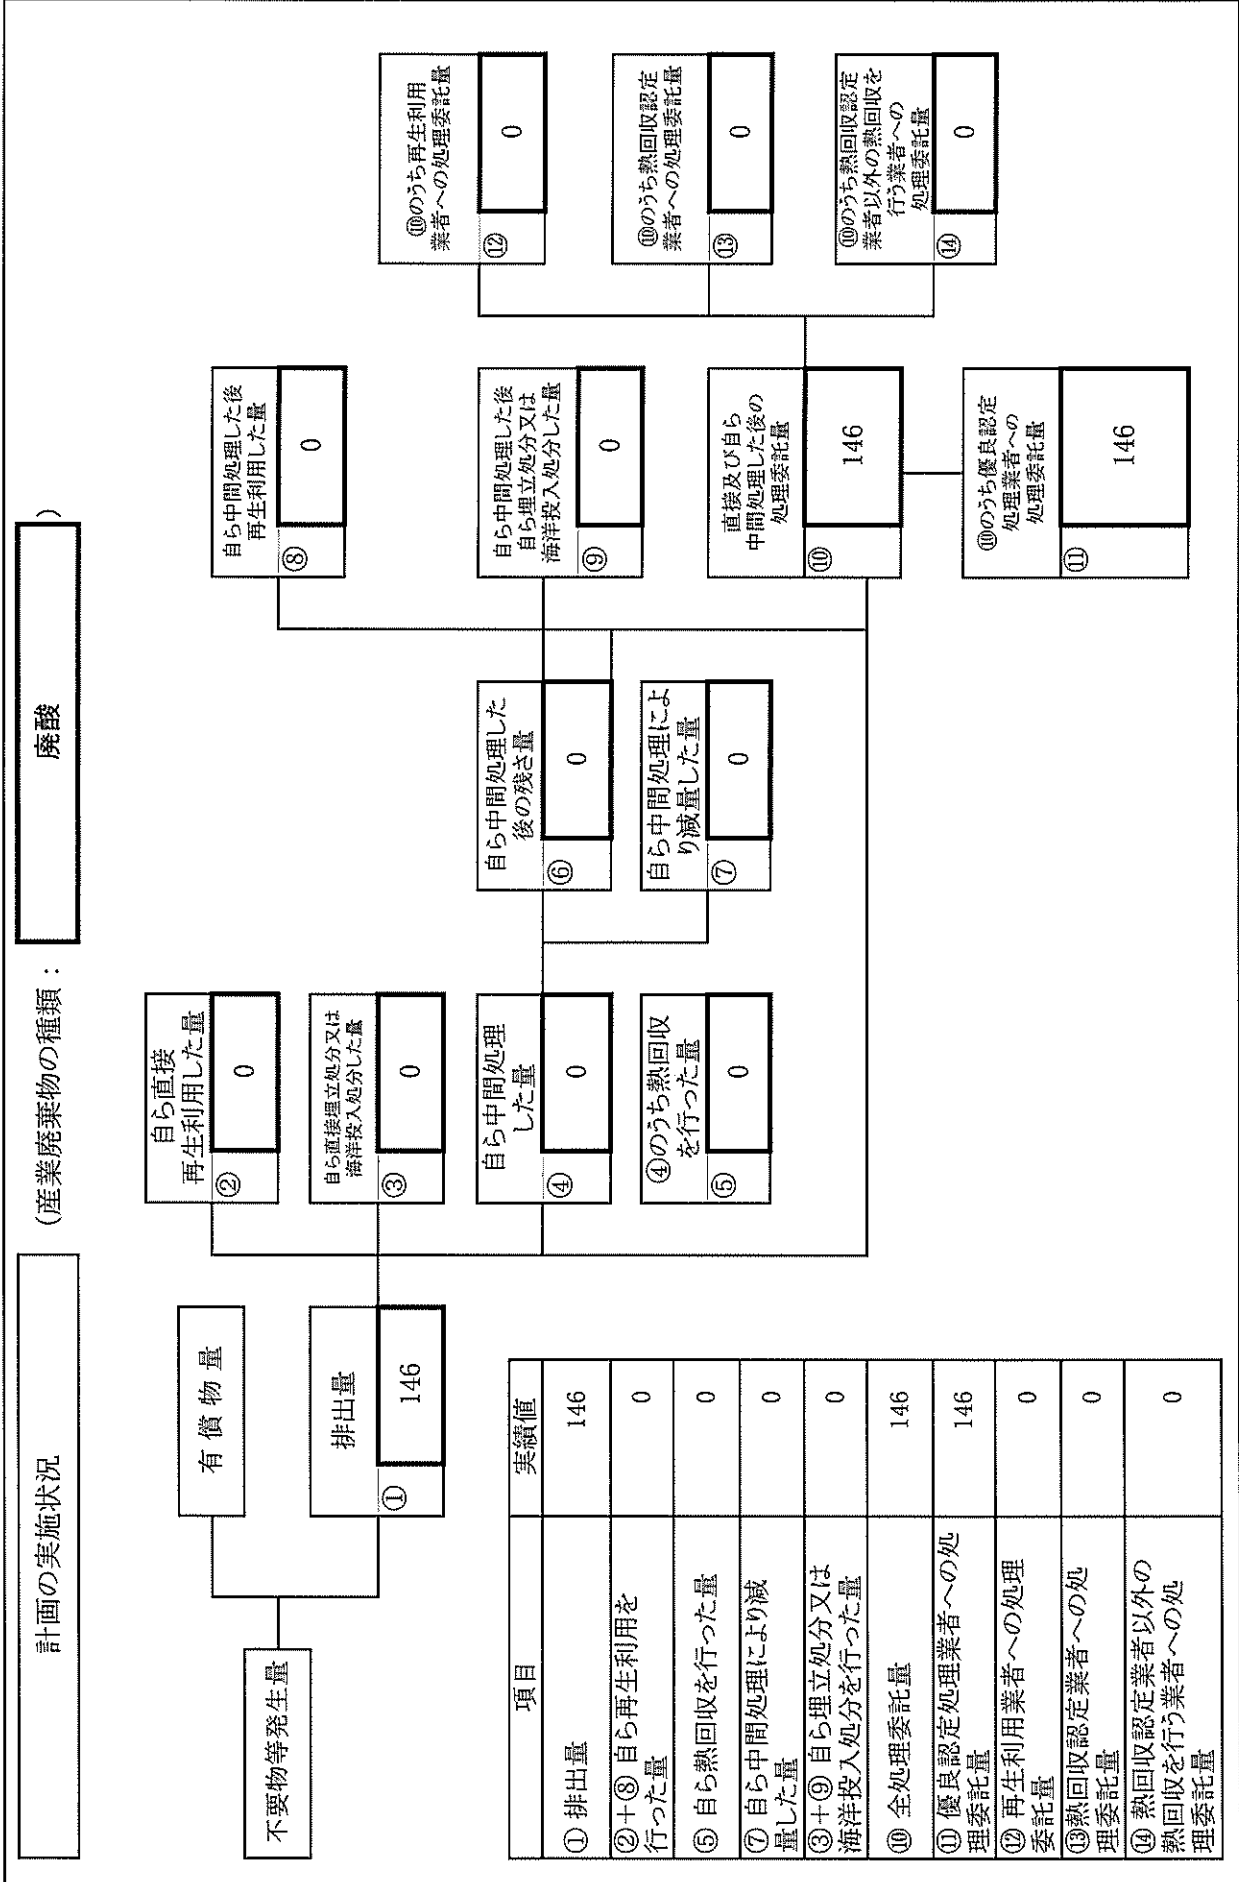 計画の実施状況
(産業廃棄物の種類：
廃酸
)
不要物等発生量
有償物量
排出量
①
146
自ら直接
再生利用した量
②
0
自ら直接埋立処分又は
海洋投入処分した量
③
0
自ら中間処理
した量
④
0
④のうち熱回収
を行った量
⑤
0
自ら中間処理した
後の残さ量
⑥
0
自ら中間処理によ
り減量した量
⑦
0
自ら中間処理した後
再生利用した量
⑧
0
自ら中間処理した後
自ら埋立処分又は
海洋投入処分した量
⑨
0
直接及び自ら
中間処理した後の
処理委託量
⑩
146
⑩のうち優良認定
処理業者への
処理委託量
⑪
146
⑩のうち再生利用
業者への処理委託量
⑫
0
⑩のうち熱回収認定
業者への処理委託量
⑬
0
⑩のうち熱回収認定
業者以外の熱回収を
行う業者への
処理委託量
⑭
0
項目 実績値
① 排出量 146
②＋⑧ 自ら再生利用を
行った量 0
⑤ 自ら熱回収を行った量 0
⑦ 自ら中間処理により減
量した量 0
③＋⑨ 自ら埋立処分又は
海洋投入処分を行った量 0
⑩ 全処理委託量 146
⑪ 優良認定処理業者への処
理委託量 146
⑫ 再生利用業者への処理
委託量 0
⑬熱回収認定業者への処
理委託量 0
⑭ 熱回収認定業者以外の
熱回収を行う業者への処
理委託量 0